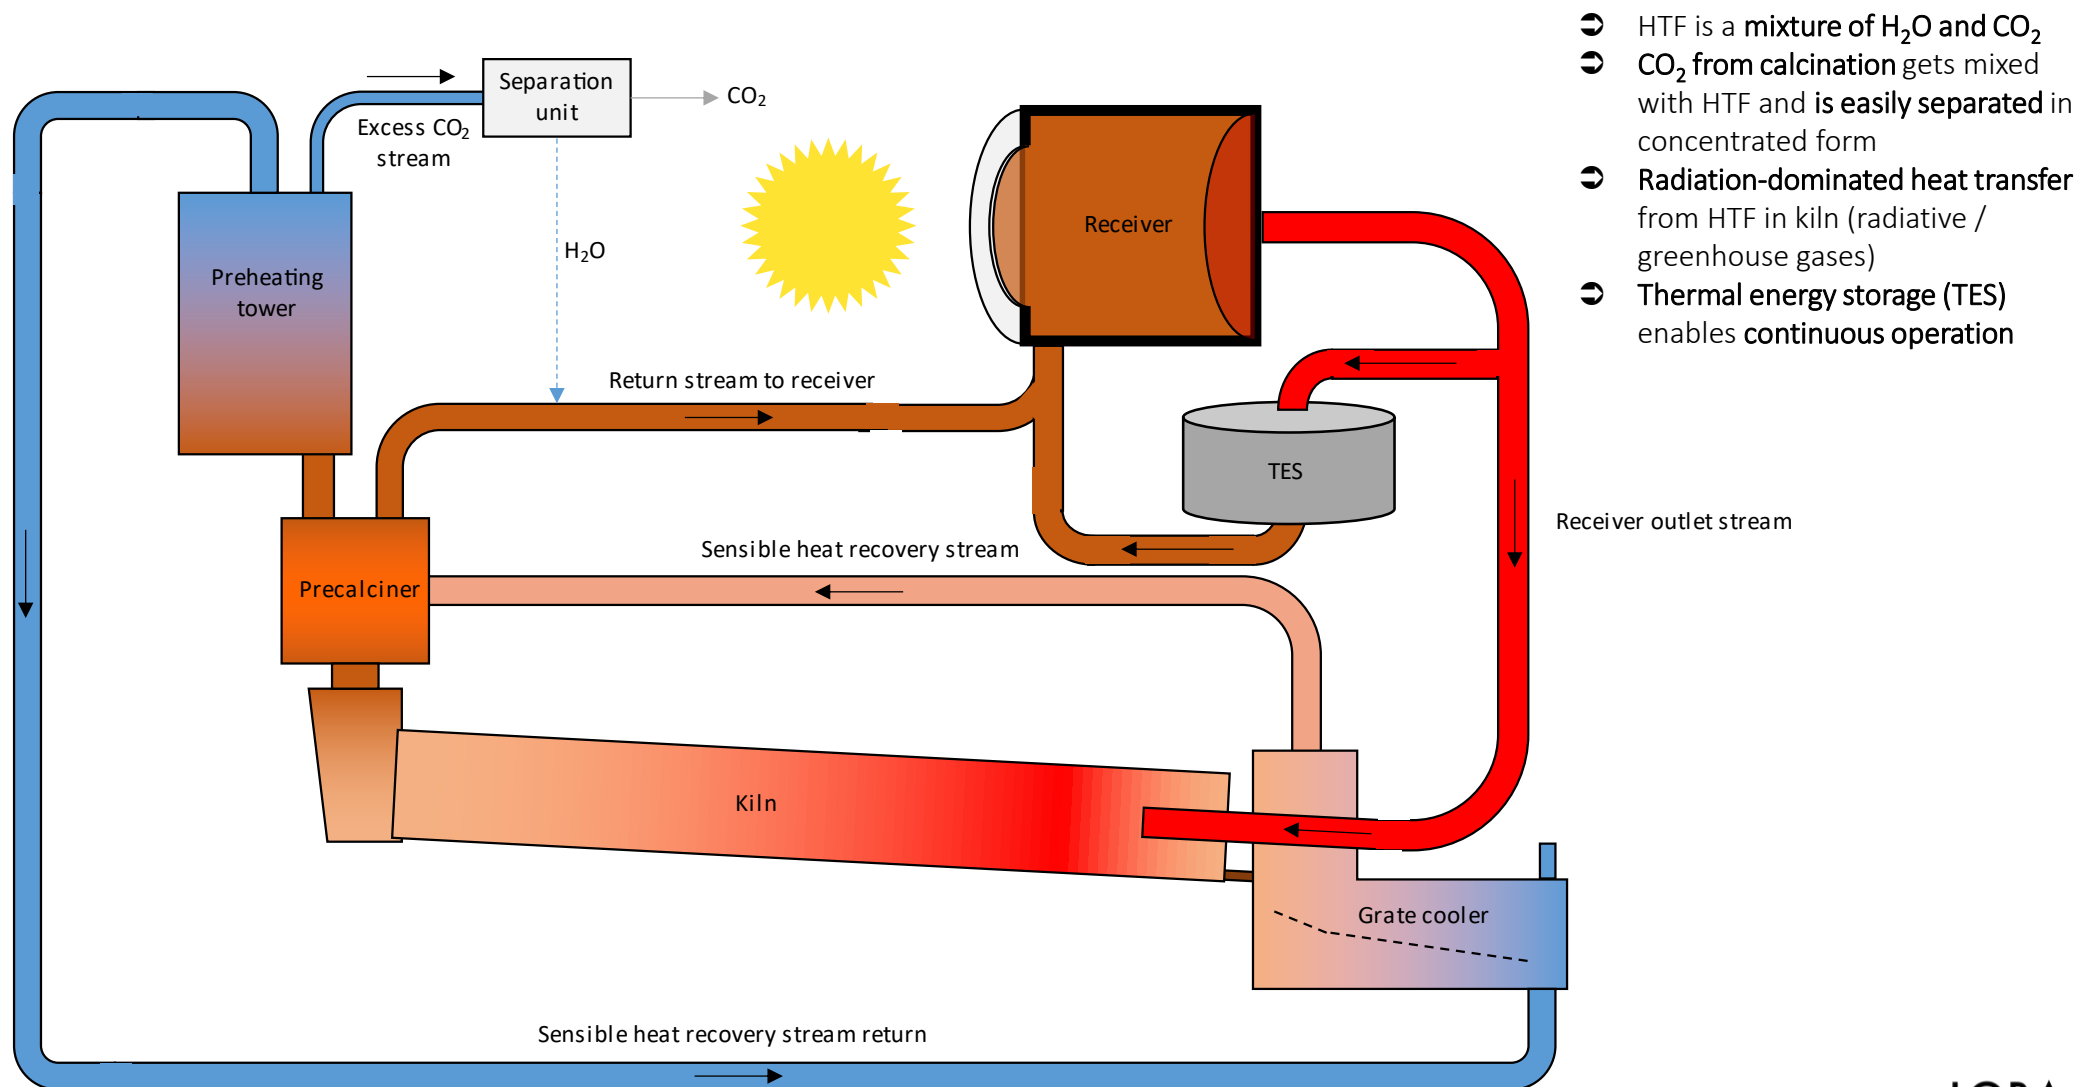 Separation
unit
CO₂
Excess CO₂
stream
H₂O
Preheating
tower
Receiver
Return stream to receiver
TES
Receiver outlet stream
Sensible heat recovery stream
Precalciner
Kiln
Grate cooler
Sensible heat recovery stream return
➲ HTF is a mixture of H₂O and CO₂
➲ CO₂ from calcination gets mixed
with HTF and is easily separated in
concentrated form
➲ Radiation-dominated heat transfer
from HTF in kiln (radiative /
greenhouse gases)
➲ Thermal energy storage (TES)
enables continuous operation